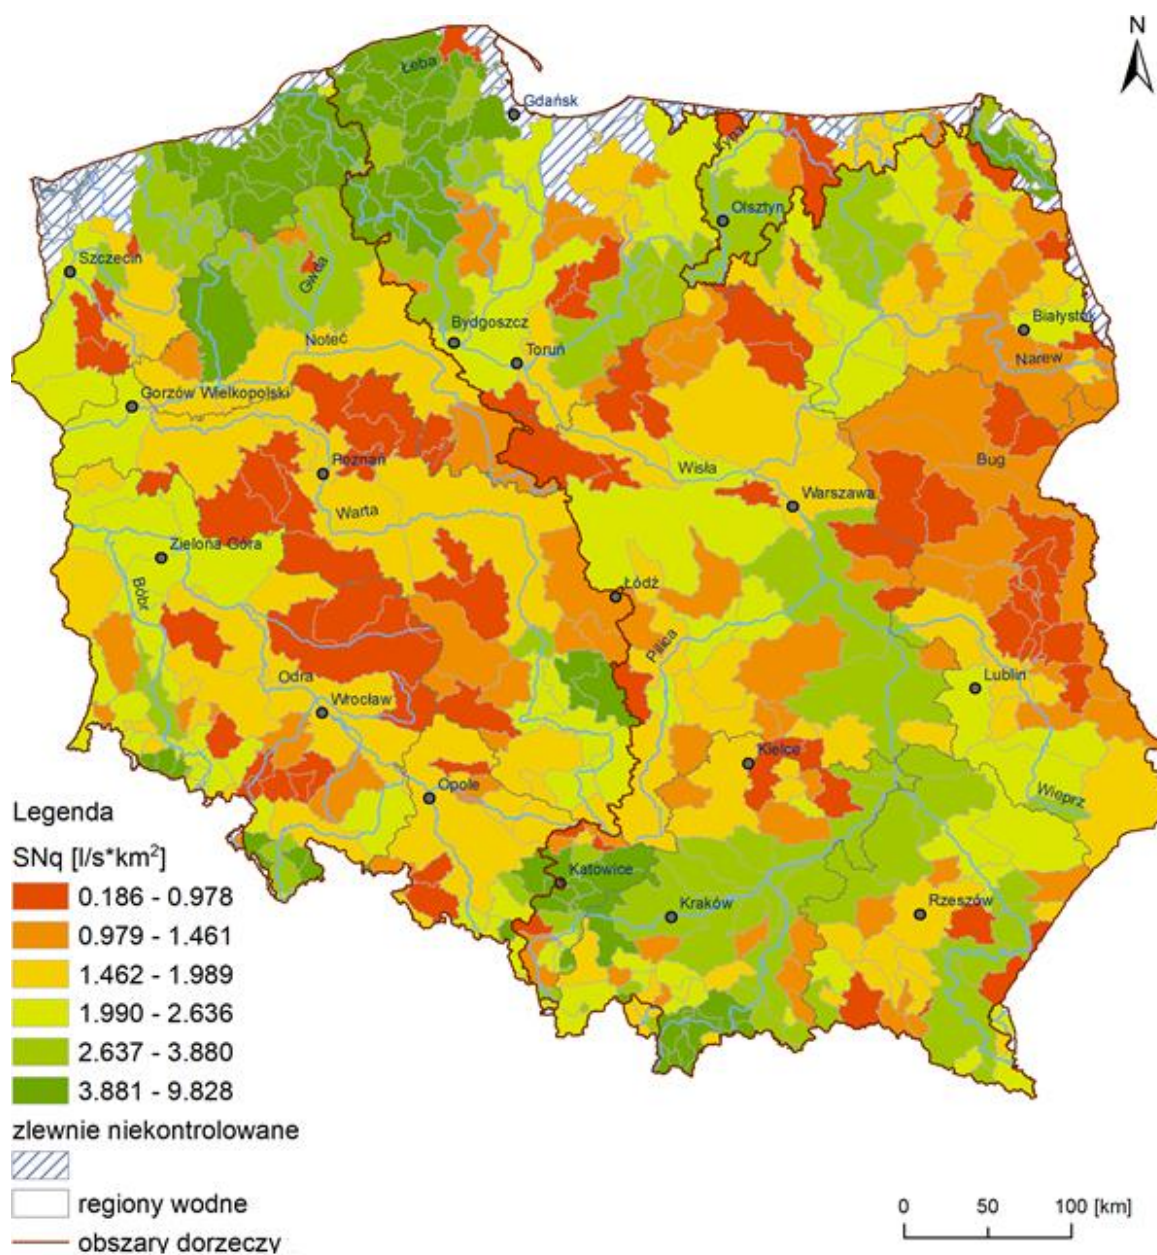 N
Łeba
Gdańsk
Łyna
Olsztyn
Szczecin
Gwda
Białystok
Bydgoszcz
Noteć
Toruń
Narew
Gorzów Wielkopolski
Bug
Poznań
Wisła
Warszawa
Warta
Zielona Góra
Bóbr
Łódź
Pilica
Lublin
Odra
Wrocław
Kielce
Opole
Wieprz
Katowice
Kraków
Rzeszów
Legenda
SNq [l/s*km²]
0.186 - 0.978
0.979 - 1.461
1.462 - 1.989
1.990 - 2.636
2.637 - 3.880
3.881 - 9.828
zlewnie niekontrolowane
regiony wodne
obszary dorzeczy
0 50 100 [km]